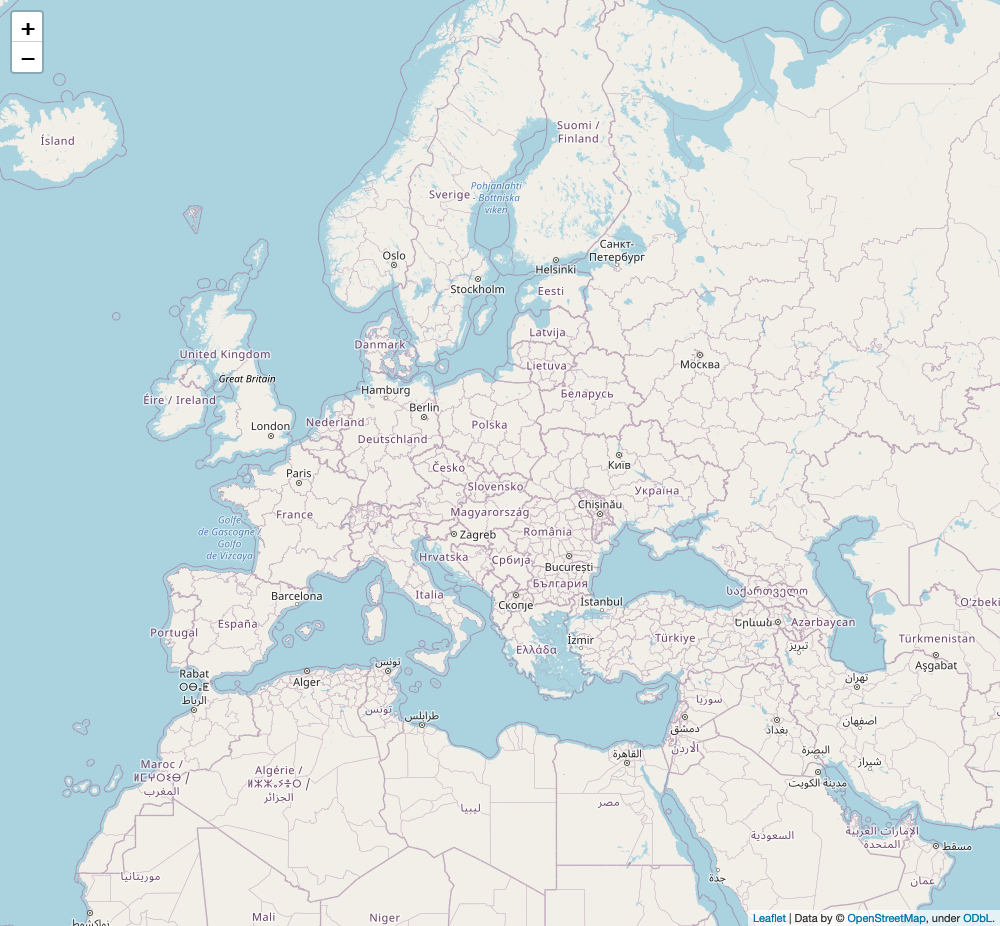 +
−
Ísland
Suomi /
Finland
Sverige
Pohjanlahti
- Bottniska
viken
Oslo
Санкт-
Петербург
Helsinki
Stockholm
Eesti
Latvija
Danmark
United Kingdom
Lietuva
Москва
Great Britain
Hamburg
Беларусь
Éire / Ireland
Berlin
London
Nederland
Polska
Deutschland
Paris
Česko
Київ
Slovensko
Україна
France
Magyarország
Chișinău
Golfe
de Gascogne /
Golfo
de Vizcaya
Zagreb
România
Hrvatska
Србија
București
България
საქართველო
Barcelona
Italia
Скопје
İstanbul
Oʻzbeki
España
Երևան
Azərbaycan
Portugal
İzmir
Türkiye
Türkmenistan
Ελλάδα
تبریز
تونس
Aşgabat
Rabat
ⵔⴱⴰⵟ
الرباط
Alger
تهران
سوريا
تونس
طرابلس
دمشق
بغداد
اصفهان
الأردن
القاهرة
البصرة
شیراز
Maroc /
ⵍⵎⵖⵔⵉⴱ /
المغرب
Algérie /
ⵍⵣⵣⴰⵢⴻⵔ /
الجزائر
مدينة الكويت
ليبيا
مصر
السعودية
الإمارات العربية
المتحدة
مسقط
موريتانيا
جدة
عمان
نواكشوط
Mali
Niger
Leaflet | Data by © OpenStreetMap, under ODbL.